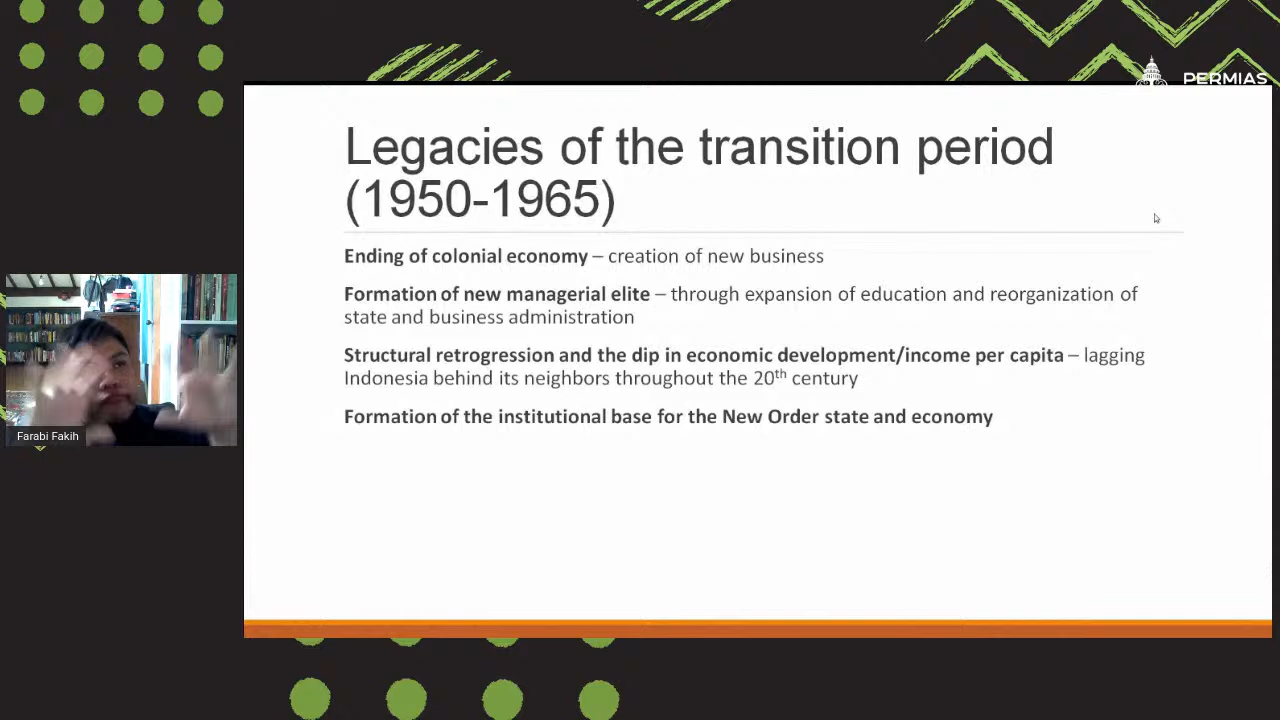 PERMIAS
Legacies of the transition period
(1950-1965)
Ending of colonial economy – creation of new business
Formation of new managerial elite – through expansion of education and reorganization of
state and business administration
Structural retrogression and the dip in economic development/income per capita – lagging
Indonesia behind its neighbors throughout the 20th century
Formation of the institutional base for the New Order state and economy
Farabi Fakih